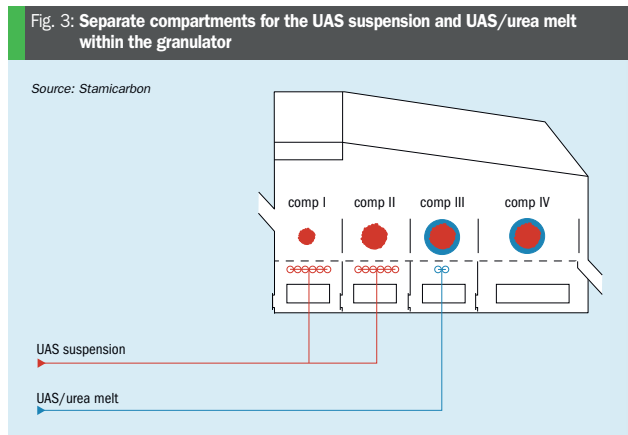 Fig. 3: Separate compartments for the UAS suspension and UAS/urea melt
within the granulator
Source: Stamicarbon
comp I comp II comp III comp IV
UAS suspension
UAS/urea melt